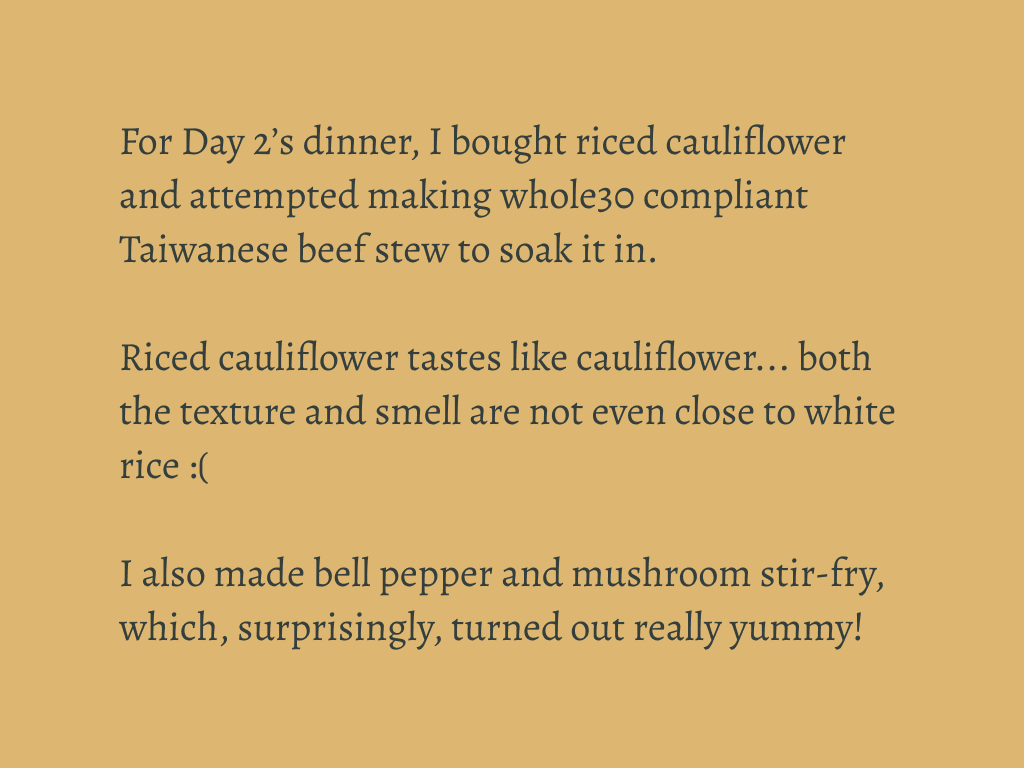 For Day 2’s dinner, I bought riced cauliflower
and attempted making whole30 compliant
Taiwanese beef stew to soak it in.
Riced cauliflower tastes like cauliflower... both
the texture and smell are not even close to white
rice :(
I also made bell pepper and mushroom stir-fry,
which, surprisingly, turned out really yummy!